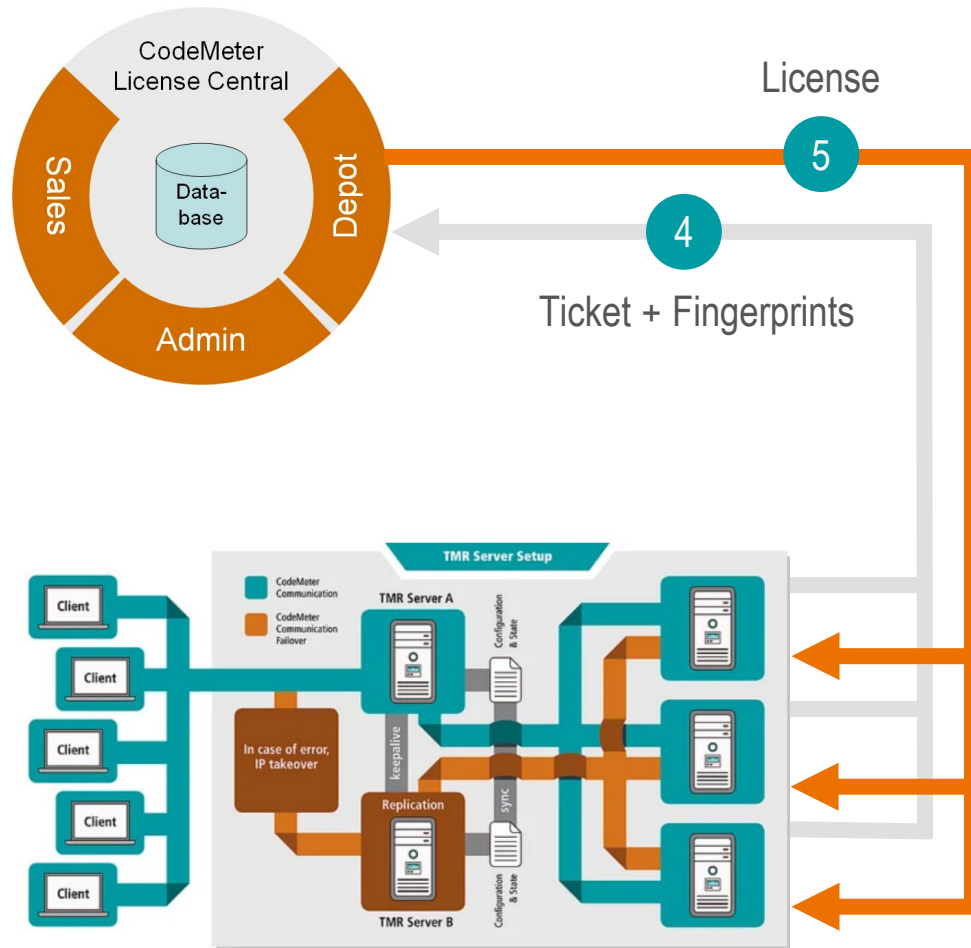 CodeMeter
License Central
Sales
Data-
base
Depot
Admin
License
5
4
Ticket + Fingerprints
TMR Server Setup
CodeMeter
Communication
CodeMeter
Communication
Failover
TMR Server A
Configuration
& State
Client
Client
Client
Client
Client
In case of error,
IP takeover
keepalive
Replication
sync
Configuration
& State
TMR Server B